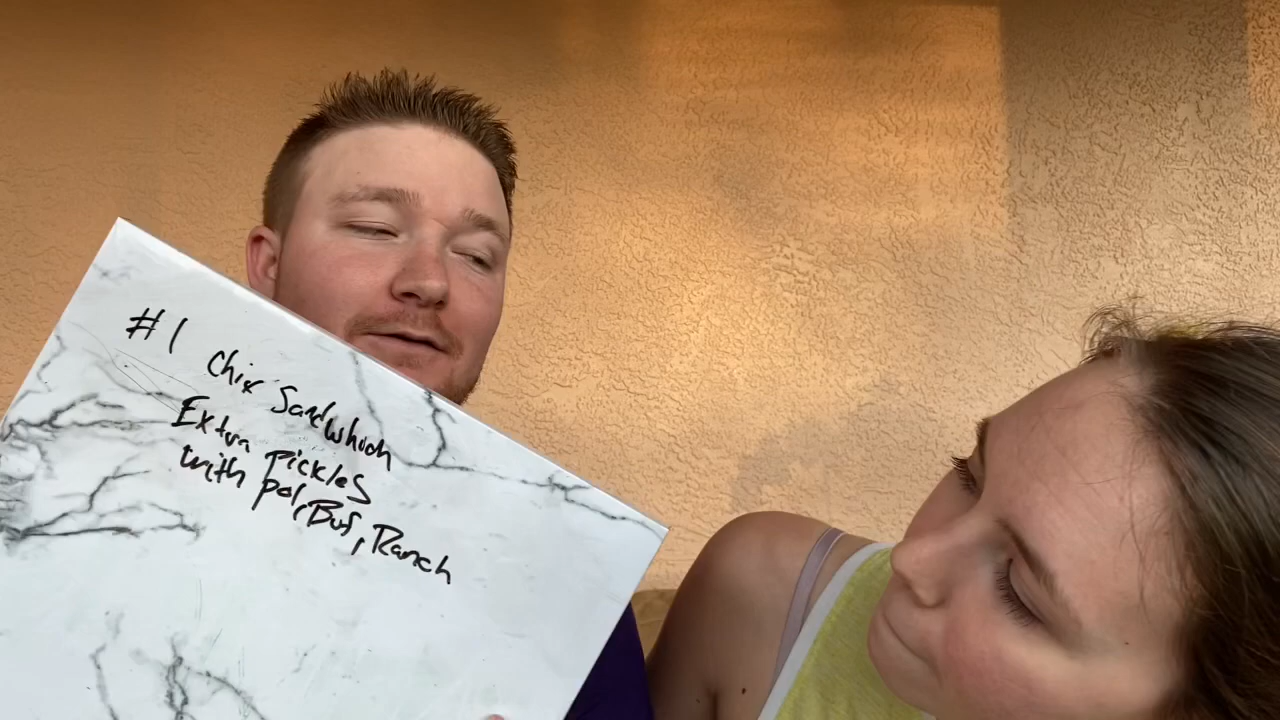 #1 Chix Sandwhich
Extra Pickles
with pol, Buf, Ranch